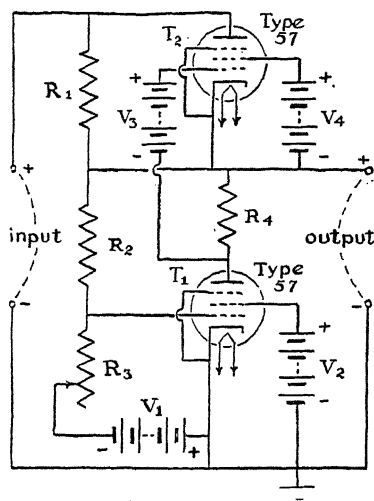 Type
57
T2
+
R1
V3
-
+
V4
-
+
+
input
R2
R4
output
-
-
T1
Type
57
R3
V1
-
+
+
V2
-